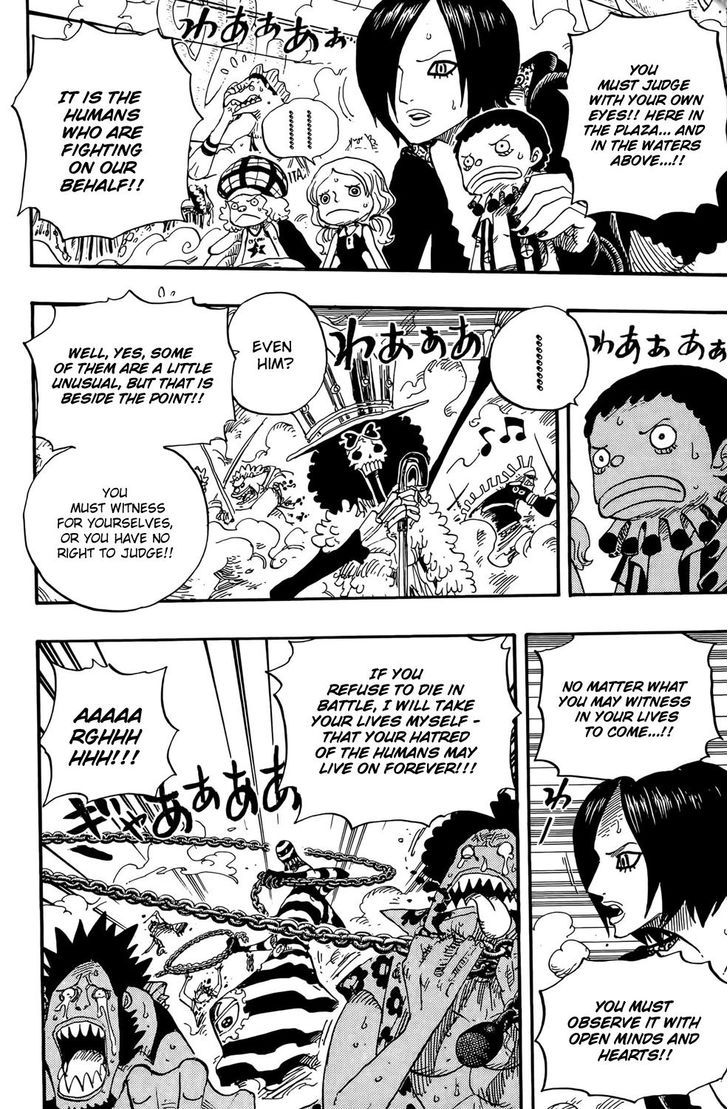 YOU
MUST JUDGE
WITH YOUR OWN
EYES!! HERE IN
THE PLAZA... AND
IN THE WATERS
ABOVE...!!
わあぁぁぁぁ
IT IS THE
HUMANS
WHO ARE
FIGHTING
ON OUR
BEHALF!!
わあぁぁぁ
わあぁぁぁ
EVEN
HIM?
WELL, YES, SOME
OF THEM ARE A LITTLE
UNUSUAL, BUT THAT IS
BESIDE THE POINT!!
YOU
MUST WITNESS
FOR YOURSELVES,
OR YOU HAVE NO
RIGHT TO JUDGE!!
NO MATTER WHAT
YOU MAY WITNESS
IN YOUR LIVES
TO COME...!!
わ
YOU MUST
OBSERVE IT WITH
OPEN MINDS AND
HEARTS!!
IF YOU
REFUSE TO DIE IN
BATTLE, I WILL TAKE
YOUR LIVES MYSELF -
THAT YOUR HATRED
OF THE HUMANS MAY
LIVE ON FOREVER!!!
AAAAA
RGHHH
HHH!!!
ギャああああ